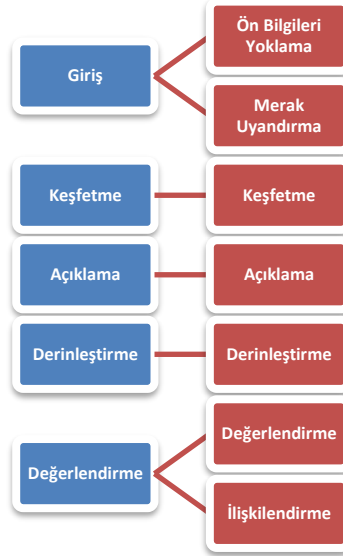 Giriş
Ön Bilgileri
Yoklama
Merak
Uyandırma
Keşfetme
Keşfetme
Açıklama
Açıklama
Derinleştirme
Derinleştirme
Değerlendirme
Değerlendirme
İlişkilendirme